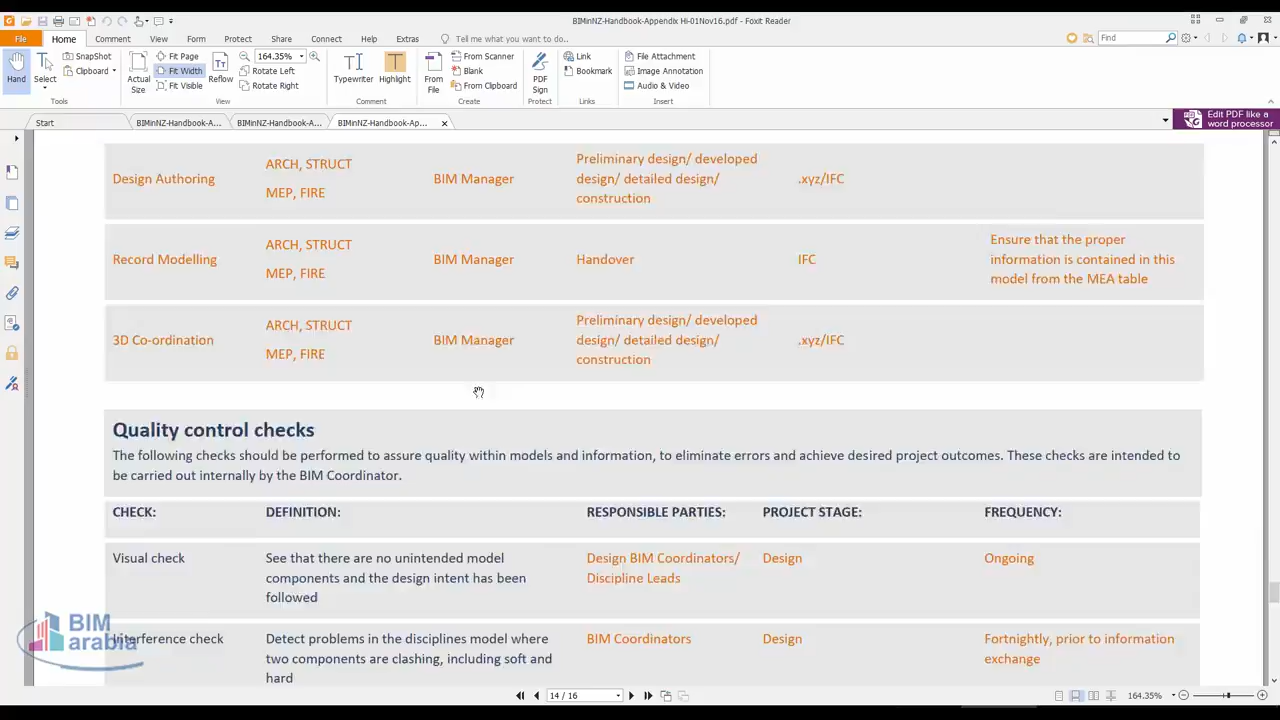 BIMinNZ-Handbook-Appendix Hi-01Nov16.pdf - Foxit Reader
File Home Comment View Form Protect Share Connect Help Extras Tell me what you want to do... Find
Hand
Select
SnapShot
Clipboard
Tools
Actual Size
Fit Page
Fit Width
Fit Visible
Reflow
164.35%
Rotate Left
Rotate Right
View
Typewriter
Highlight
Comment
From File
From Scanner
Blank
From Clipboard
Create
PDF Sign
Protect
Link
Bookmark
Links
File Attachment
Image Annotation
Audio & Video
Insert
Start BIMinNZ-Handbook-A... BIMinNZ-Handbook-A... BIMinNZ-Handbook-Ap...
Edit PDF like a
word processor
Design Authoring
ARCH, STRUCT
MEP, FIRE
BIM Manager
Preliminary design/ developed
design/ detailed design/
construction
.xyz/IFC
Record Modelling
ARCH, STRUCT
MEP, FIRE
BIM Manager
Handover
IFC
Ensure that the proper
information is contained in this
model from the MEA table
3D Co-ordination
ARCH, STRUCT
MEP, FIRE
BIM Manager
Preliminary design/ developed
design/ detailed design/
construction
.xyz/IFC
Quality control checks
The following checks should be performed to assure quality within models and information, to eliminate errors and achieve desired project outcomes. These checks are intended to
be carried out internally by the BIM Coordinator.
CHECK: DEFINITION: RESPONSIBLE PARTIES: PROJECT STAGE: FREQUENCY:
Visual check
See that there are no unintended model
components and the design intent has been
followed
Design BIM Coordinators/
Discipline Leads
Design
Ongoing
Interference check
Detect problems in the disciplines model where
two components are clashing, including soft and
hard
BIM Coordinators
Design
Fortnightly, prior to information
exchange
BIM
arabia
14 / 16
164.35%